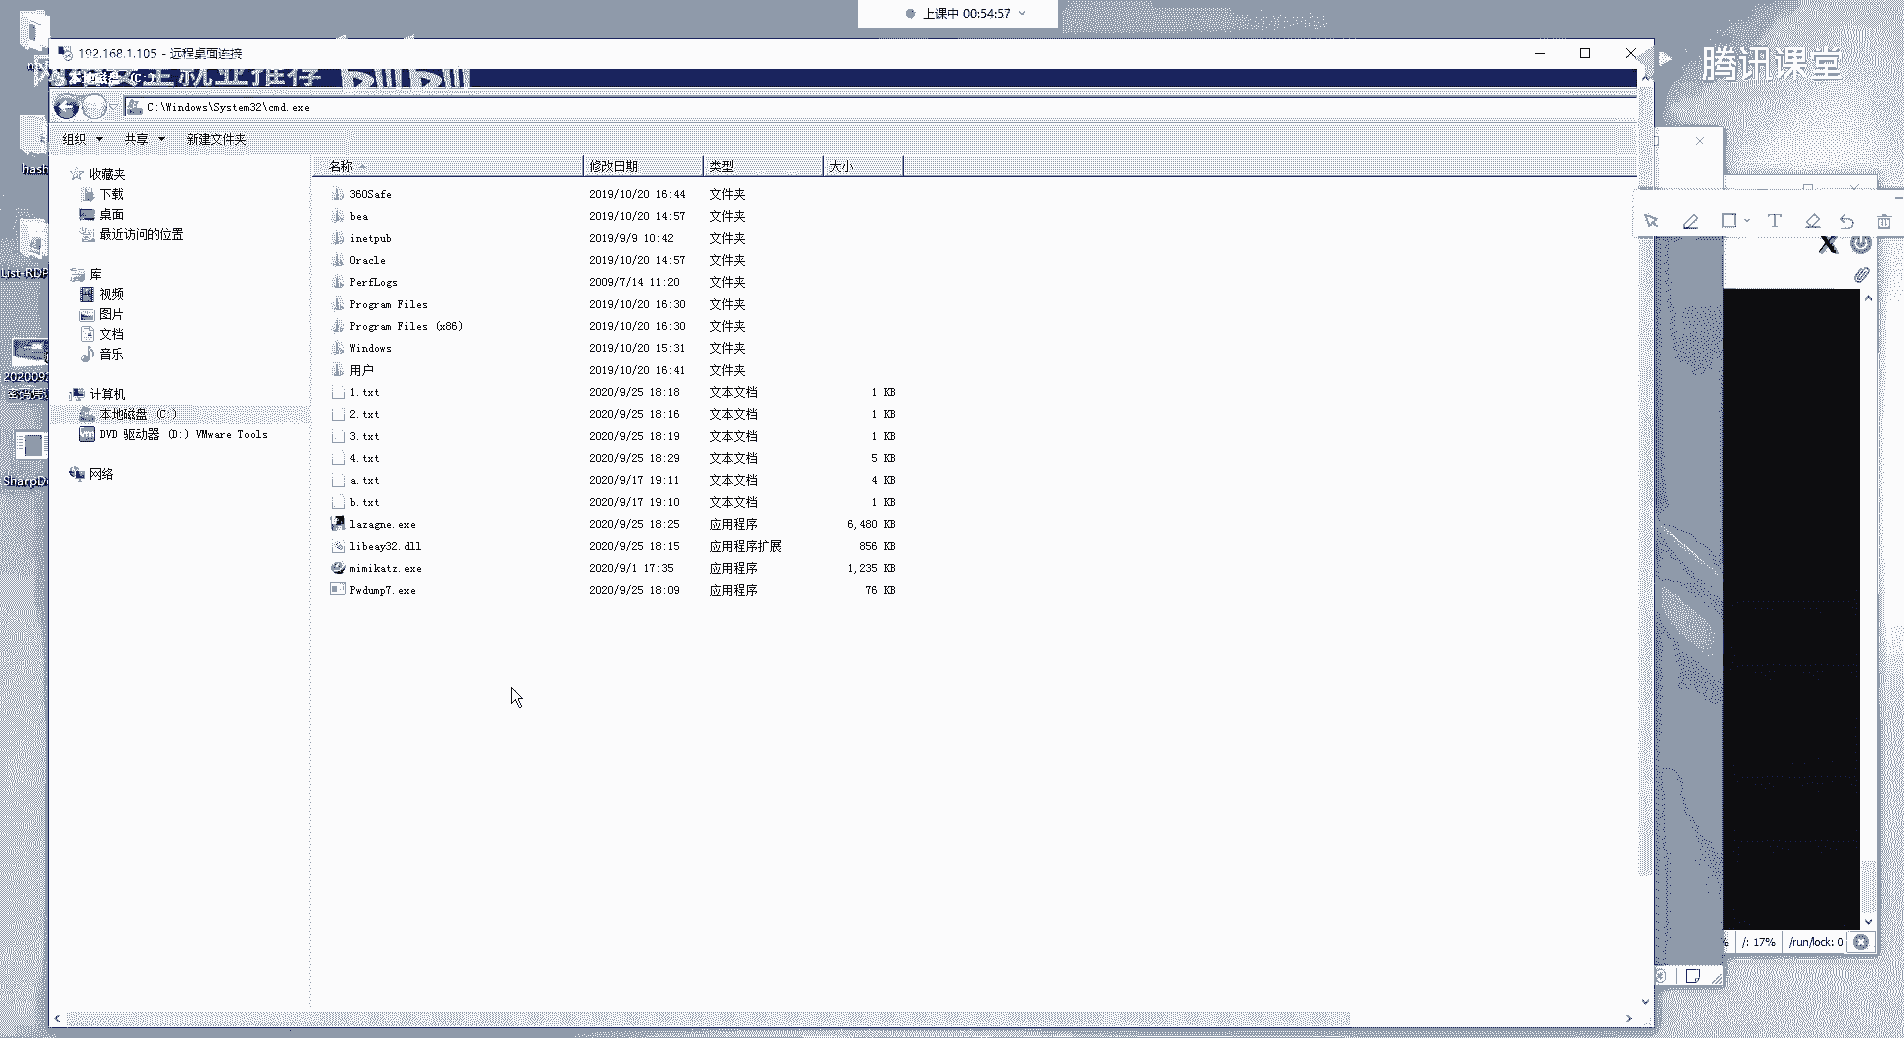 上课中 00:54:57
192.168.1.105 - 远程桌面连接
腾讯课堂
本地磁盘 (C:)
C:\Windows\System32\cmd.exe
组织 共享 新建文件夹
名称 修改日期 类型 大小
收藏夹
下载
桌面
最近访问的位置
库
视频
图片
文档
音乐
计算机
本地磁盘 (C:)
DVD 驱动器 (D:) VMware Tools
网络
360Safe 2019/10/20 16:44 文件夹
bea 2019/10/20 14:57 文件夹
inetpub 2019/9/9 10:42 文件夹
Oracle 2019/10/20 14:57 文件夹
PerfLogs 2009/7/14 11:20 文件夹
Program Files 2019/10/20 16:30 文件夹
Program Files (x86) 2019/10/20 16:30 文件夹
Windows 2019/10/20 15:31 文件夹
用户 2019/10/20 16:41 文件夹
1.txt 2020/9/25 18:18 文本文档 1 KB
2.txt 2020/9/25 18:16 文本文档 1 KB
3.txt 2020/9/25 18:19 文本文档 1 KB
4.txt 2020/9/25 18:29 文本文档 5 KB
a.txt 2020/9/17 19:11 文本文档 4 KB
b.txt 2020/9/17 19:10 文本文档 1 KB
lazagne.exe 2020/9/25 18:25 应用程序 6,480 KB
libeay32.dll 2020/9/25 18:15 应用程序扩展 856 KB
mimikatz.exe 2020/9/1 17:35 应用程序 1,235 KB
Pwdump7.exe 2020/9/25 18:09 应用程序 76 KB
hash
List-RDP
202009
SharpD
/: 17% /run/lock: 0